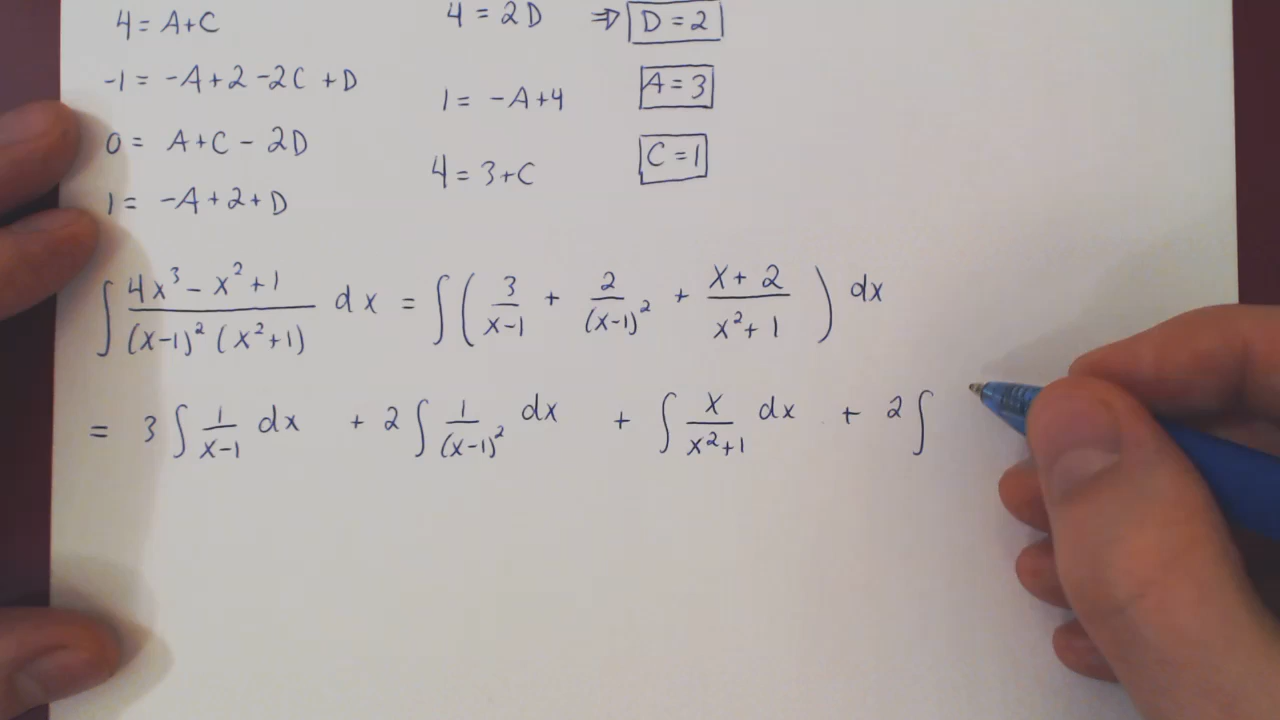 4 = A+C
4 = 2D ⇒ D = 2
-1 = -A+2-2C+D
1 = -A+4
A = 3
0 = A+C-2D
4 = 3+C
C = 1
1 = -A+2+D
∫ (4x³ - x² + 1)/((x-1)² (x²+1)) dx = ∫ ( 3/(x-1) + 2/(x-1)² + (x+2)/(x²+1) ) dx
= 3 ∫ 1/(x-1) dx + 2 ∫ 1/(x-1)² dx + ∫ x/(x²+1) dx + 2 ∫